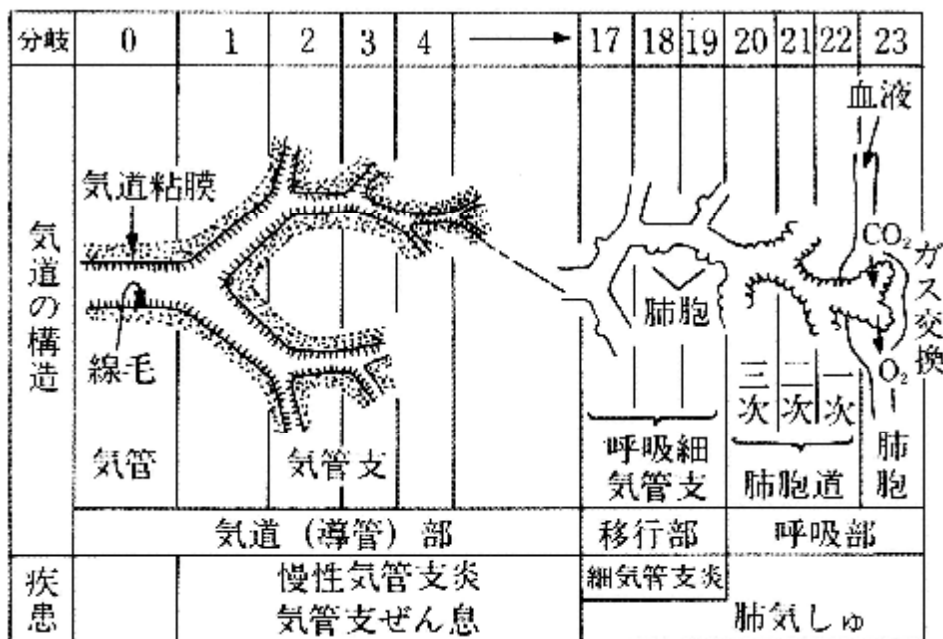 分岐 0 1 2 3 4 17 18 19 20 21 22 23
血液
気道粘膜
CO₂
ガス交換
気道の構造
肺胞
線毛
O₂
三次 二次 一次
気管 気管支 呼吸細気管支 肺胞道 肺胞
気道(導管)部 移行部 呼吸部
疾患
慢性気管支炎 細気管支炎
気管支ぜん息 肺気しゅ